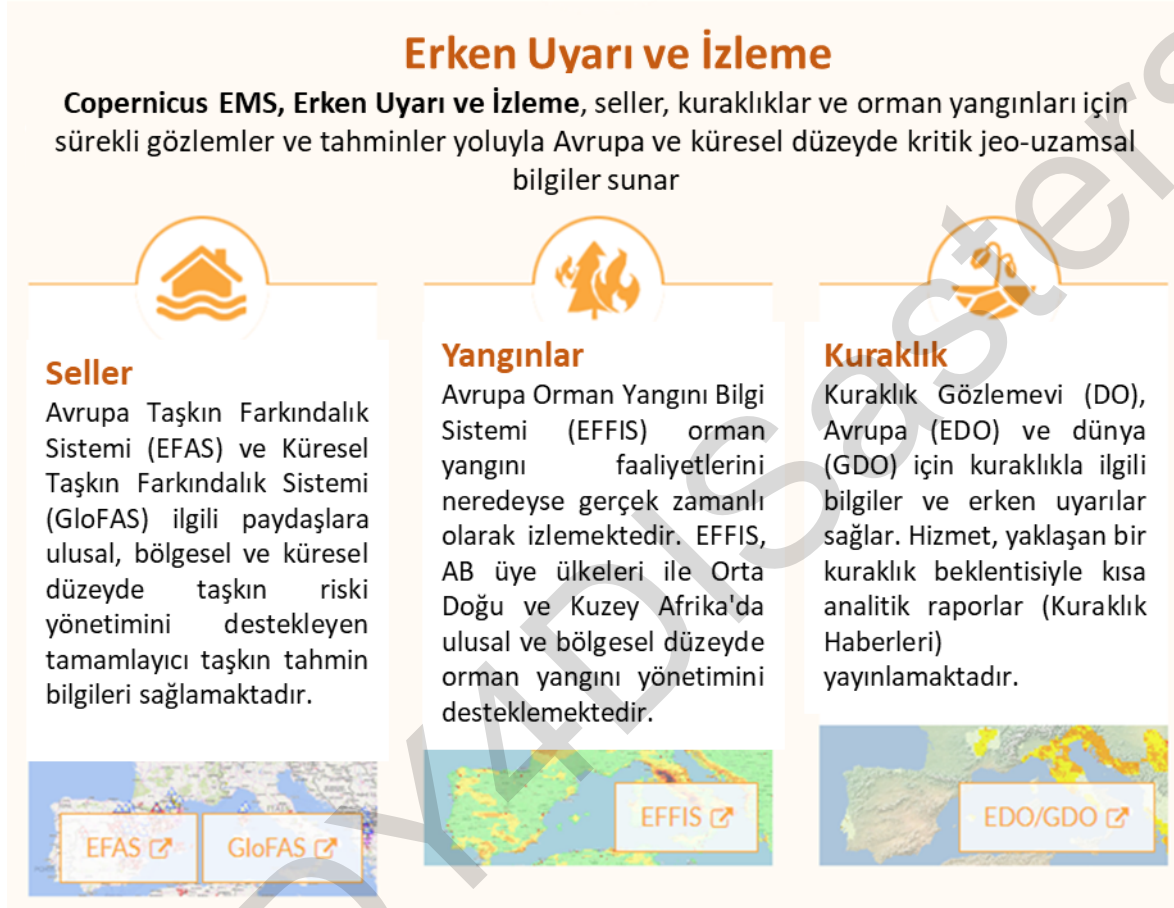 Erken Uyarı ve İzleme
Copernicus EMS, Erken Uyarı ve İzleme, seller, kuraklıklar ve orman yangınları için
sürekli gözlemler ve tahminler yoluyla Avrupa ve küresel düzeyde kritik jeo-uzamsal
bilgiler sunar
Seller
Avrupa Taşkın Farkındalık
Sistemi (EFAS) ve Küresel
Taşkın Farkındalık Sistemi
(GloFAS) ilgili paydaşlara
ulusal, bölgesel ve küresel
düzeyde taşkın riski
yönetimini destekleyen
tamamlayıcı taşkın tahmin
bilgileri sağlamaktadır.
EFAS
GloFAS
Yangınlar
Avrupa Orman Yangını Bilgi
Sistemi (EFFIS) orman
yangını faaliyetlerini
neredeyse gerçek zamanlı
olarak izlemektedir. EFFIS,
AB üye ülkeleri ile Orta
Doğu ve Kuzey Afrika'da
ulusal ve bölgesel düzeyde
orman yangını yönetimini
desteklemektedir.
EFFIS
Kuraklık
Kuraklık Gözlemevi (DO),
Avrupa (EDO) ve dünya
(GDO) için kuraklıkla ilgili
bilgiler ve erken uyarılar
sağlar. Hizmet, yaklaşan bir
kuraklık beklentisiyle kısa
analitik raporlar (Kuraklık
Haberleri)
yayınlamaktadır.
EDO/GDO